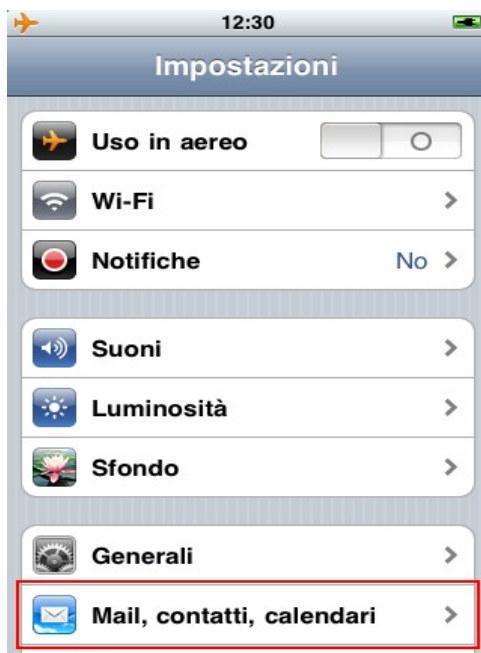 12:30
Impostazioni
Uso in aereo
Wi-Fi
Notifiche No
Suoni
Luminosità
Sfondo
Generali
Mail, contatti, calendari